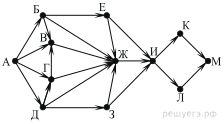 Б Е
К
В
А Ж И М
Г
Л
Д З
решуегэ.рф